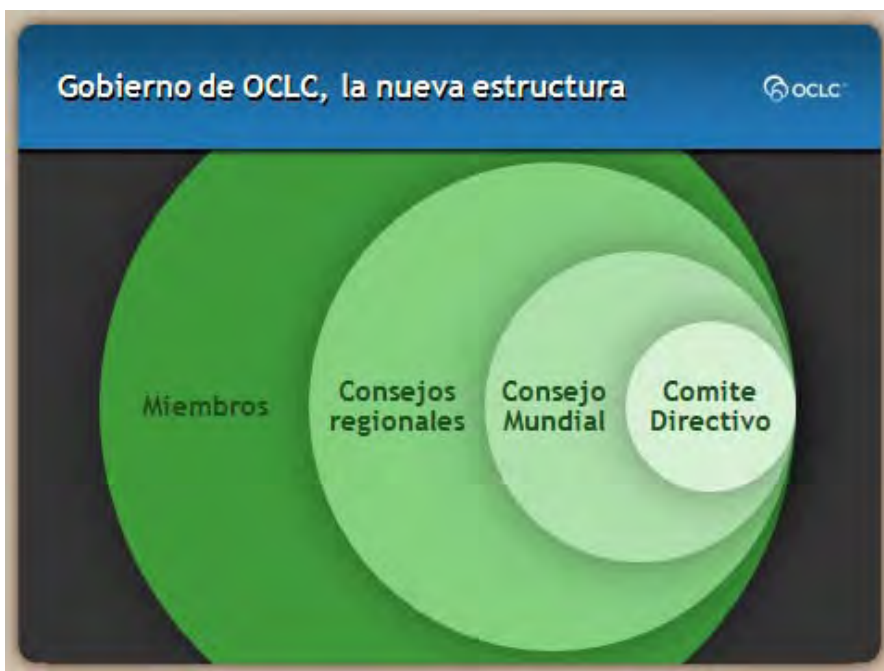 Gobierno de OCLC, la nueva estructura
OCLC
Miembros
Consejos
regionales
Consejo
Mundial
Comite
Directivo